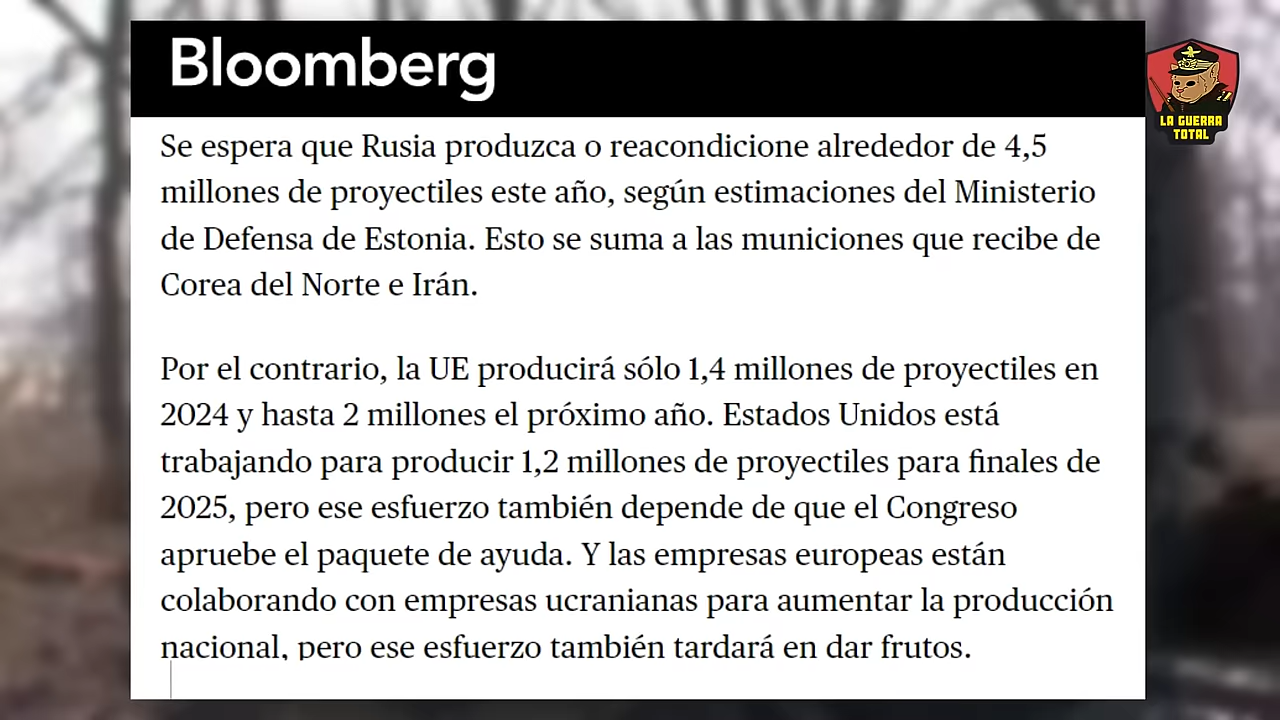 Bloomberg
LA GUERRA
TOTAL
Se espera que Rusia produzca o reacondicione alrededor de 4,5
millones de proyectiles este año, según estimaciones del Ministerio
de Defensa de Estonia. Esto se suma a las municiones que recibe de
Corea del Norte e Irán.
Por el contrario, la UE producirá sólo 1,4 millones de proyectiles en
2024 y hasta 2 millones el próximo año. Estados Unidos está
trabajando para producir 1,2 millones de proyectiles para finales de
2025, pero ese esfuerzo también depende de que el Congreso
apruebe el paquete de ayuda. Y las empresas europeas están
colaborando con empresas ucranianas para aumentar la producción
nacional, pero ese esfuerzo también tardará en dar frutos.